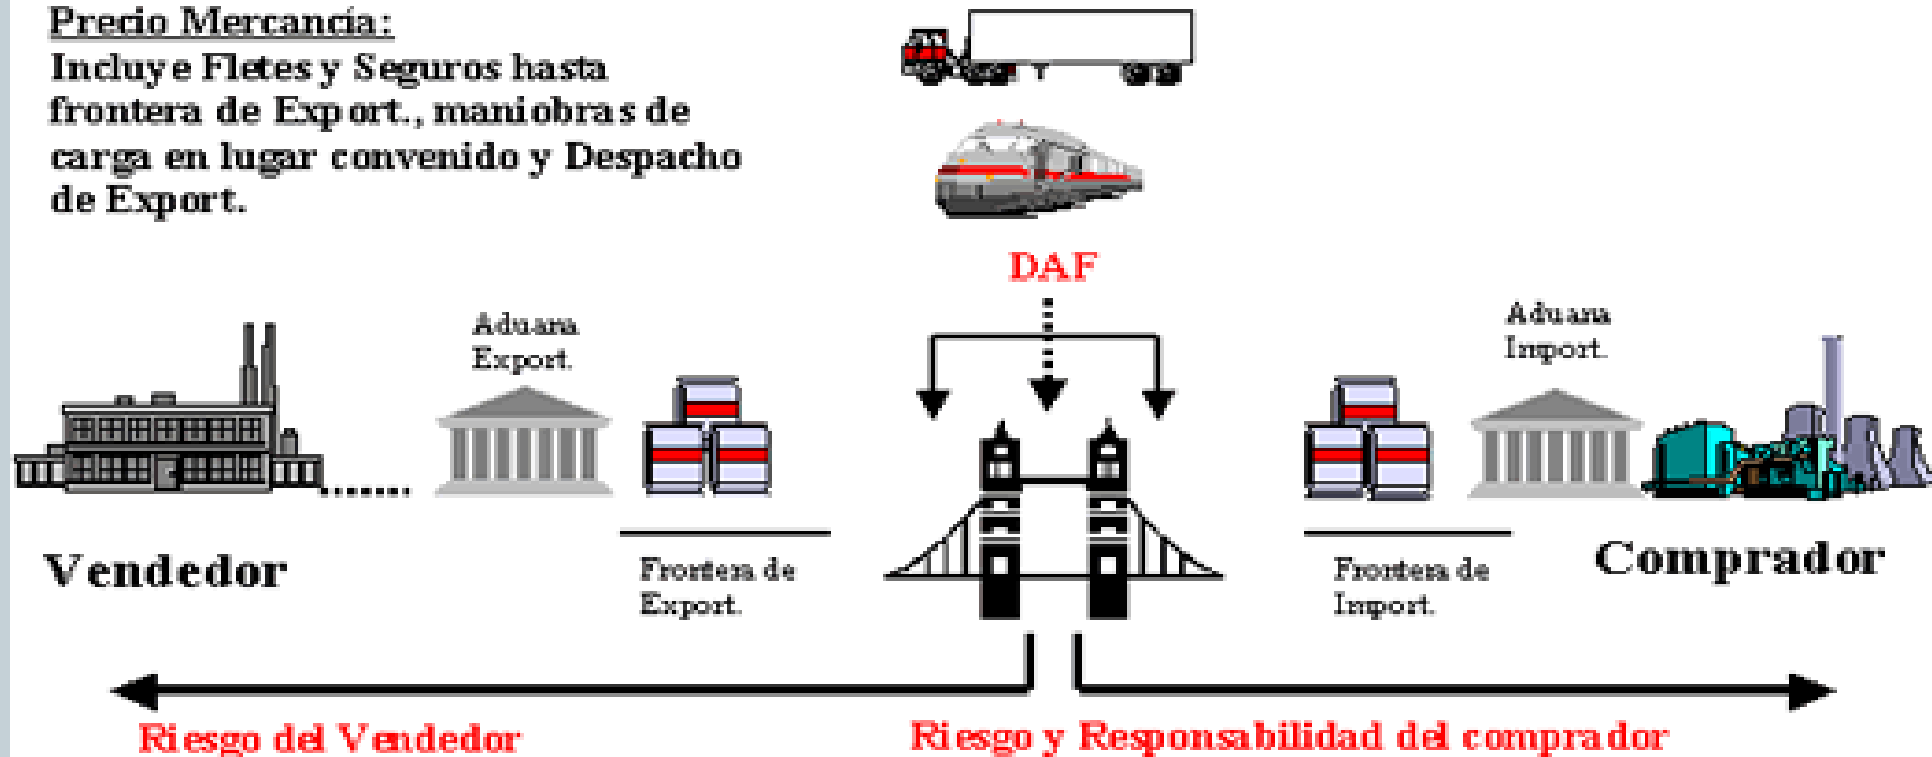 Precio Mercancía:
Incluye Fletes y Seguros hasta
frontera de Export., maniobras de
carga en lugar convenido y Despacho
de Export.
DAF
Aduana
Export.
Aduana
Import.
Vendedor
Frontera de
Export.
Frontera de
Import.
Comprador
Riesgo del Vendedor
Riesgo y Responsabilidad del comprador